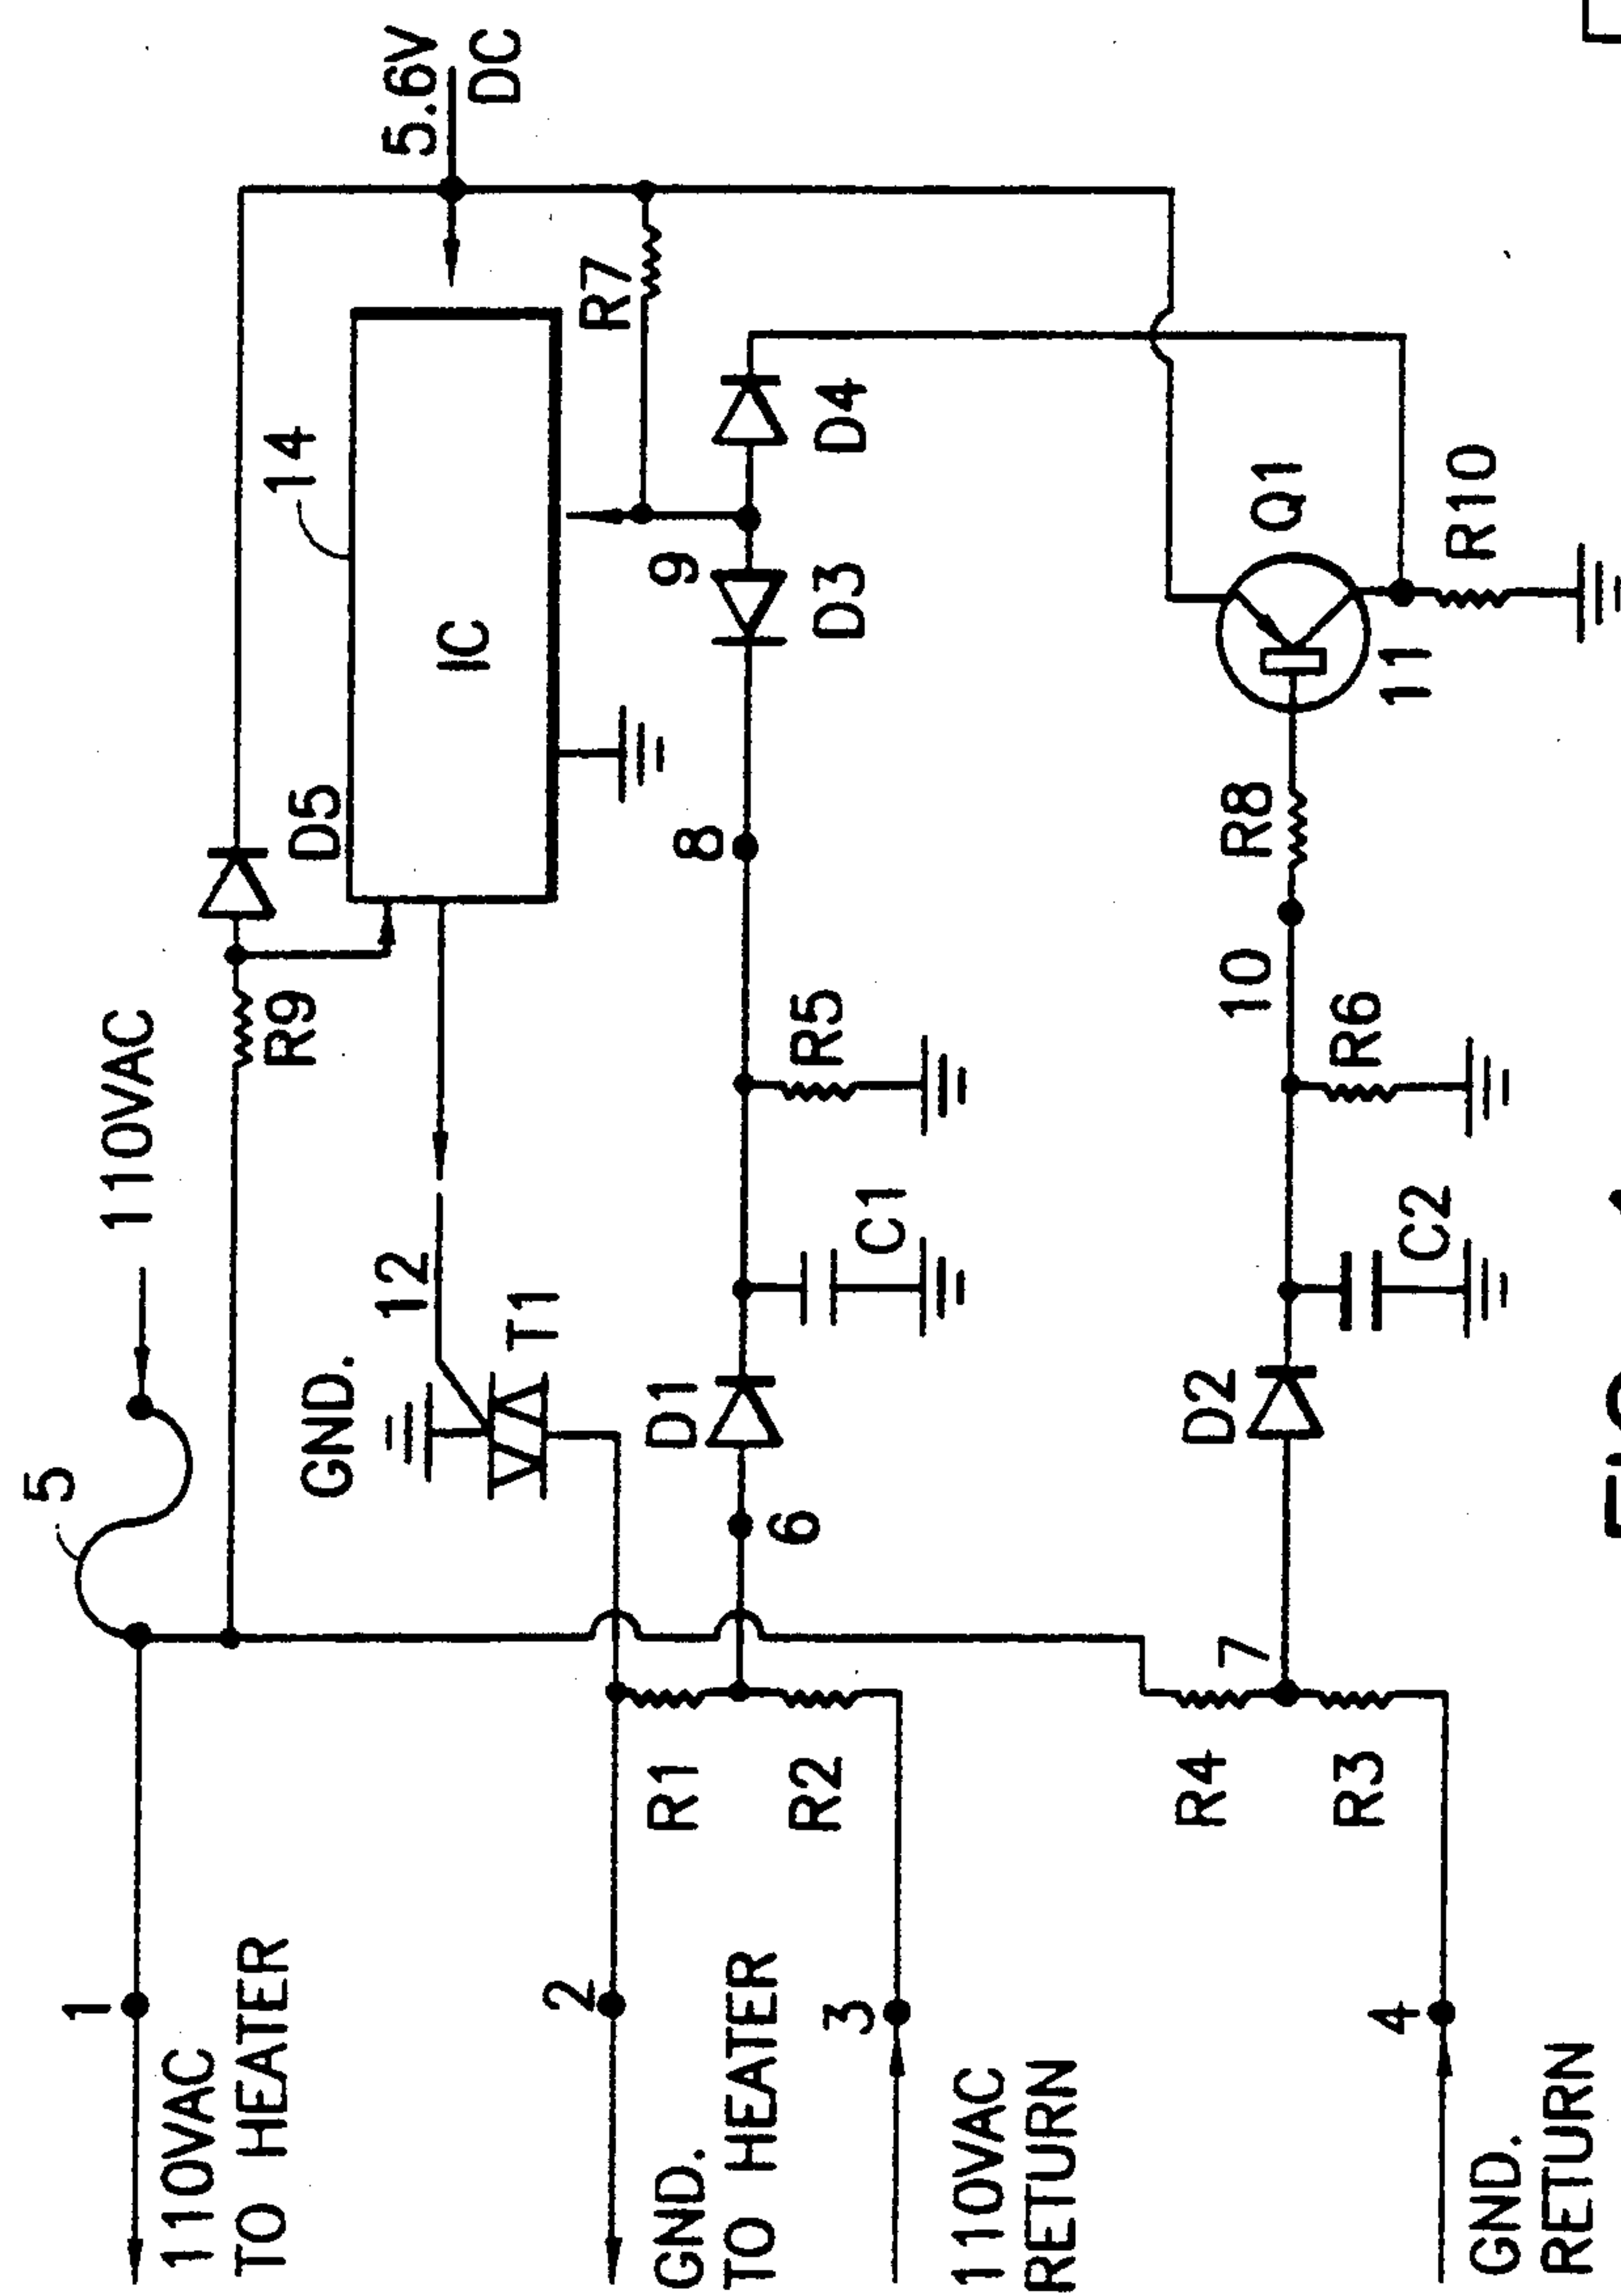 110VAC
5
1
110VAC
TO HEATER
R9
D5
14
5.6V
DC
GND.
12
T1
IC
2
GND.
TO HEATER
R1
R2
3
110VAC
RETURN
6
D1
C1
R5
8
9
D3
D4
R7
R4
R3
7
4
GND.
RETURN
D2
C2
R6
10
R8
Q1
11
R10